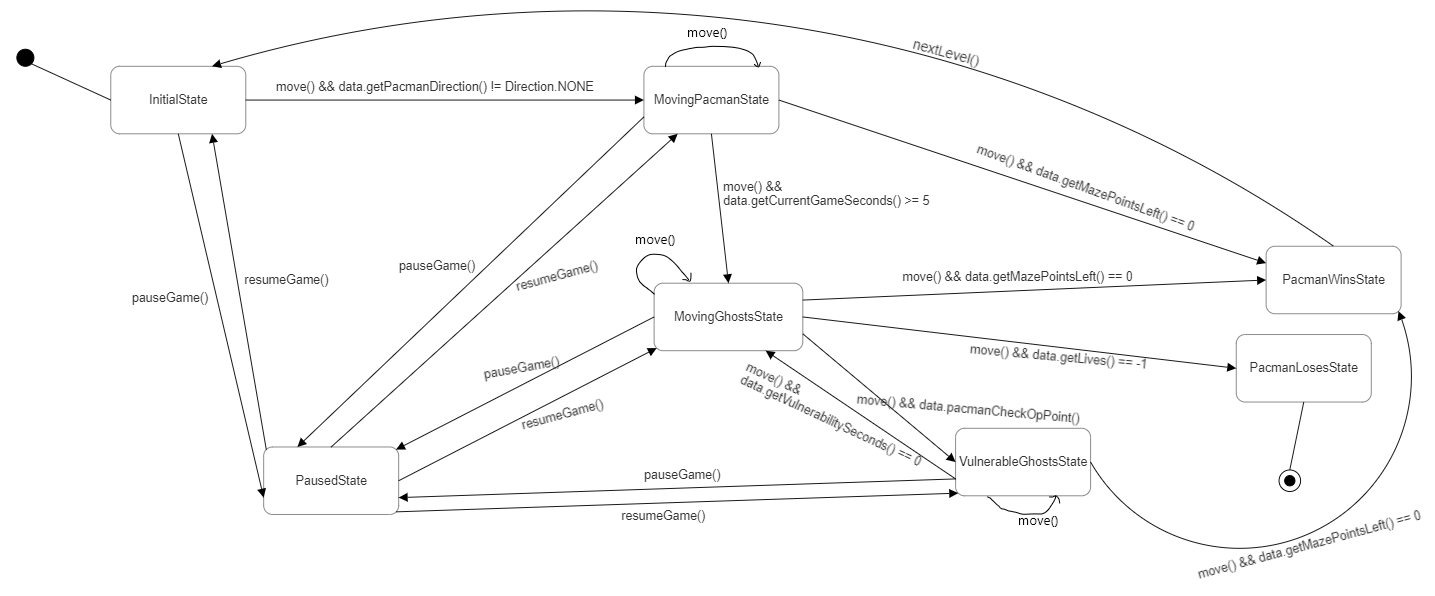 nextLevel()
move()
InitialState
move() && data.getPacmanDirection() != Direction.NONE
MovingPacmanState
move() && data.getMazePointsLeft() == 0
move() &&
data.getCurrentGameSeconds() >= 5
move()
pauseGame()
resumeGame()
pauseGame()
resumeGame()
move() && data.getMazePointsLeft() == 0
PacmanWinsState
MovingGhostsState
move() && data.getLives() == -1
PacmanLosesState
pauseGame()
resumeGame()
move() &&
data.getVulnerabilitySeconds() == 0
move() && data.pacmanCheckOpPoint()
VulnerableGhostsState
PausedState
pauseGame()
resumeGame()
move()
move() && data.getMazePointsLeft() == 0